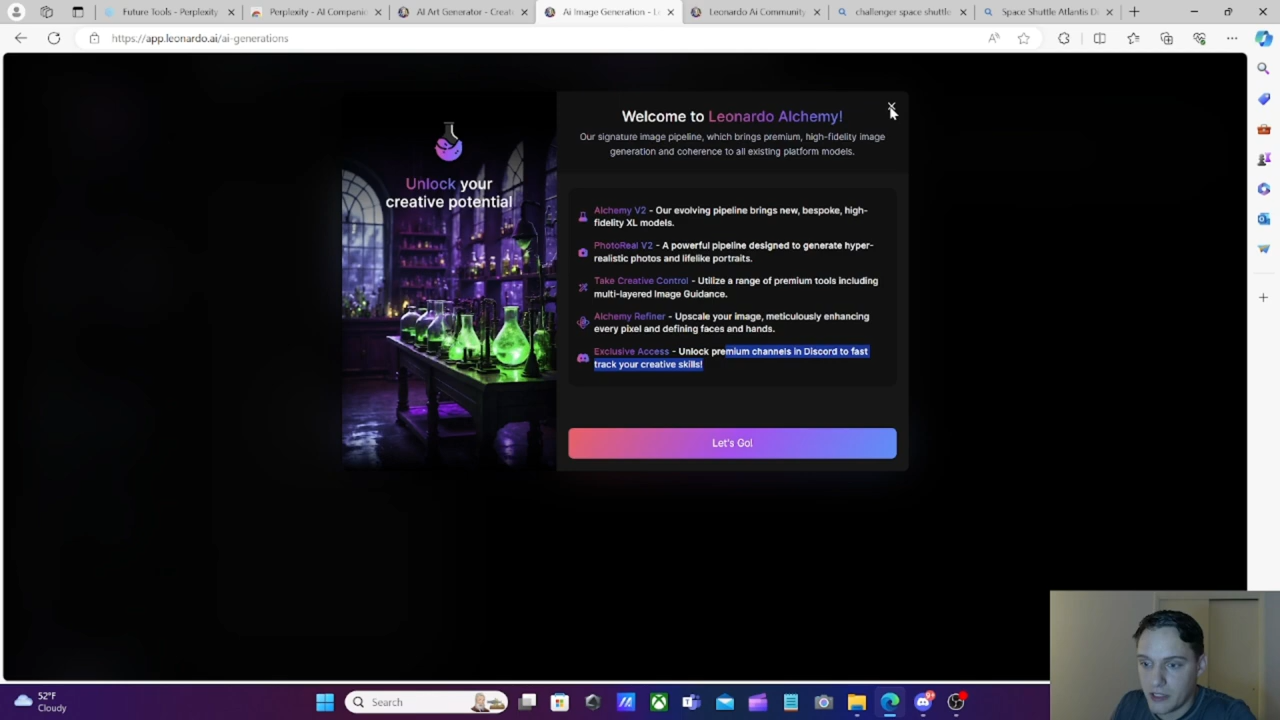 Future Tools - Perplexity
Perplexity - AI Companio
AI Art Generator - Create
Ai Image Generation - L
Leonardo Ai Community
challenger space shuttle
Space Shuttle Atlantis D
https://app.leonardo.ai/ai-generations
Unlock your
creative potential
Welcome to Leonardo Alchemy!
Our signature image pipeline, which brings premium, high-fidelity image
generation and coherence to all existing platform models.
Alchemy V2 - Our evolving pipeline brings new, bespoke, high-
fidelity XL models.
PhotoReal V2 - A powerful pipeline designed to generate hyper-
realistic photos and lifelike portraits.
Take Creative Control - Utilize a range of premium tools including
multi-layered Image Guidance.
Alchemy Refiner - Upscale your image, meticulously enhancing
every pixel and defining faces and hands.
Exclusive Access - Unlock premium channels in Discord to fast
track your creative skills!
Let's Go!
52°F
Cloudy
Search